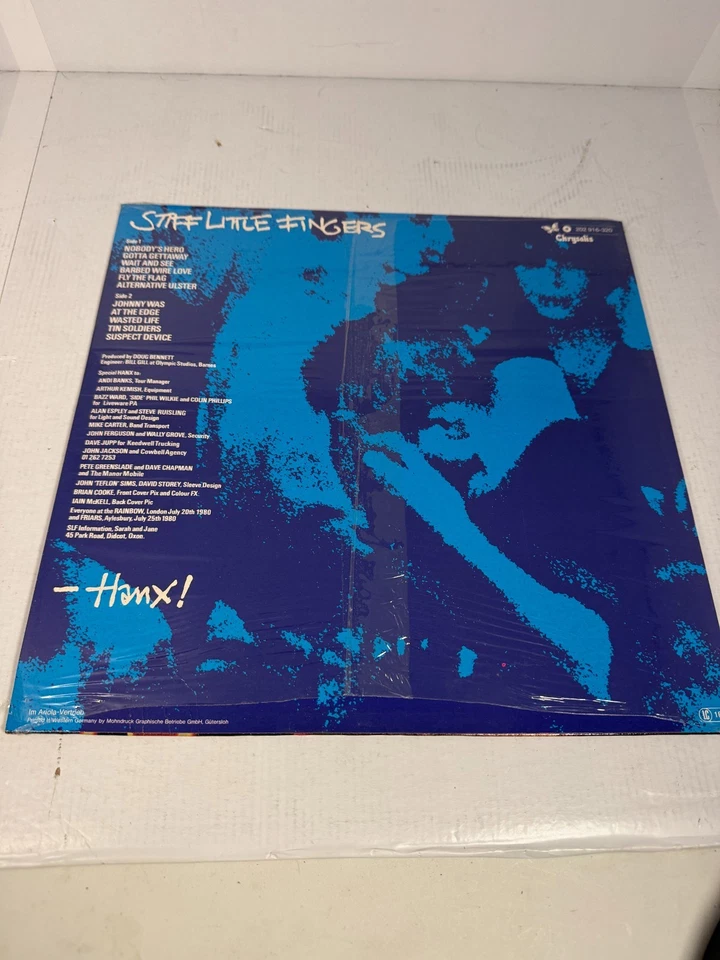 STIFF LITTLE FINGERS
202 916-320
Chrysalis
Side 1
NOBODY'S HERO
GOTTA GETTAWAY
WAIT AND SEE
BARBED WIRE LOVE
FLY THE FLAG
ALTERNATIVE ULSTER
Side 2
JOHNNY WAS
AT THE EDGE
WASTED LIFE
TIN SOLDIERS
SUSPECT DEVICE
Produced by DOUG BENNETT
Engineer: BILL GILL at Olympic Studios, Barnes
Special HANX to:
ANDI BANKS, Tour Manager
ARTHUR KEMISH, Equipment
BAZZ WARD, 'SIDE' PHIL WILKIE and COLIN PHILLIPS
for Liveware PA
ALAN ESPLEY and STEVE RUISLING
for Light and Sound Design
MIKE CARTER, Band Transport
JOHN FERGUSON and WALLY GROVE, Security
DAVE JUPP for Keedwell Trucking
JOHN JACKSON and Cowbell Agency
01 262 7253
PETE GREENSLADE and DAVE CHAPMAN
and The Manor Mobile
JOHN 'TEFLON' SIMS, DAVID STOREY, Sleeve Design
BRIAN COOKE, Front Cover Pix and Colour FX.
IAIN McKELL, Back Cover Pic
Everyone at the RAINBOW, London July 20th 1980
and FRIARS, Aylesbury, July 25th 1980
SLF Information, Sarah and Jane
45 Park Road, Didcot, Oxon.
— Hanx!
Im Ariola-Vertrieb
Printed in Western Germany by Mohndruck Graphische Betriebe GmbH, Gütersloh
LC